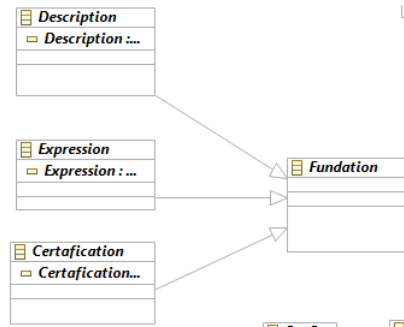 Description
Description :...
Expression
Expression : ...
Fundation
Certafication
Certafication...